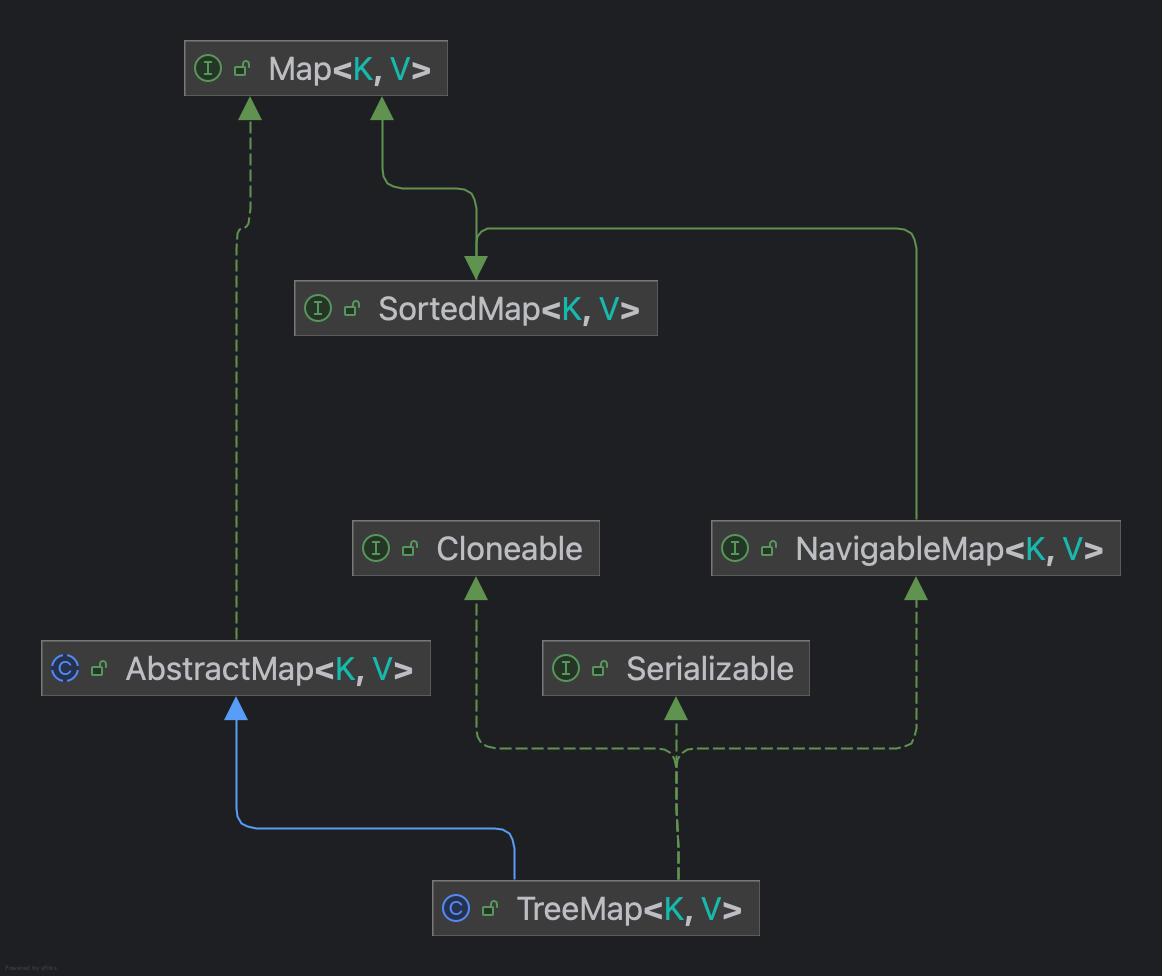 Map<K, V>
SortedMap<K, V>
Cloneable
NavigableMap<K, V>
AbstractMap<K, V>
Serializable
TreeMap<K, V>
Powered by yFiles